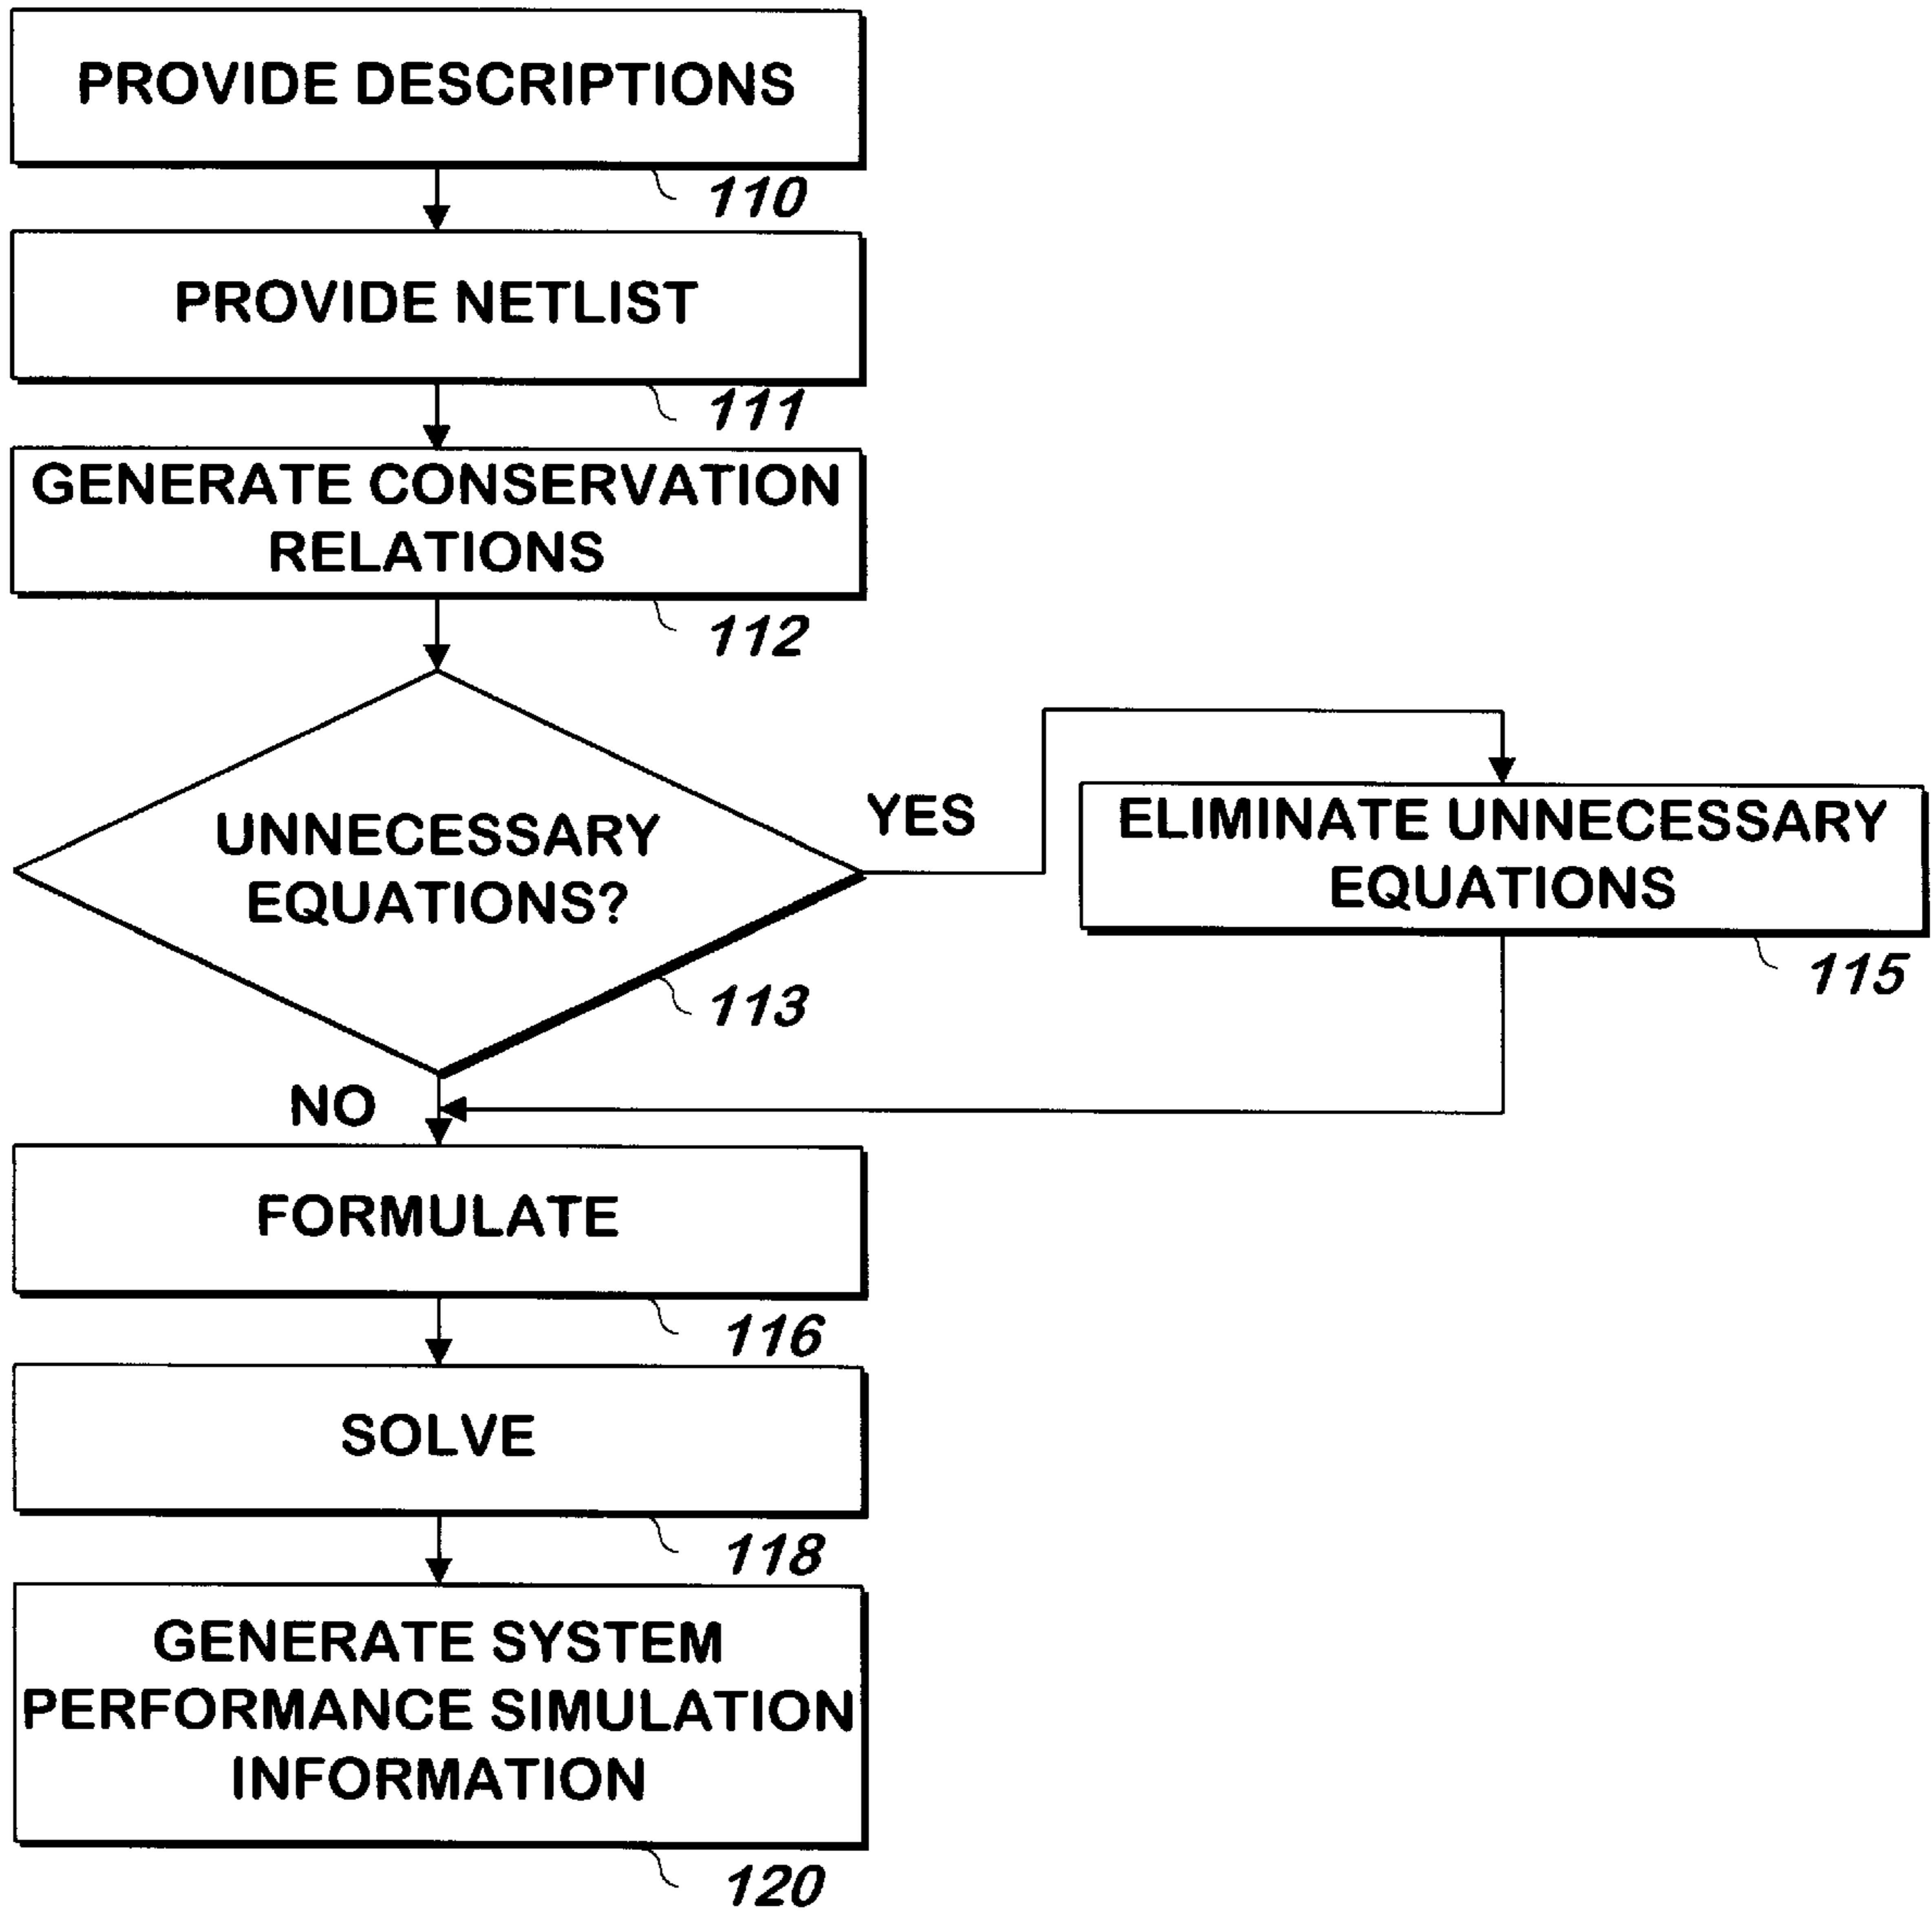 PROVIDE DESCRIPTIONS
110
PROVIDE NETLIST
111
GENERATE CONSERVATION
RELATIONS
112
UNNECESSARY
EQUATIONS?
113
YES
ELIMINATE UNNECESSARY
EQUATIONS
115
NO
FORMULATE
116
SOLVE
118
GENERATE SYSTEM
PERFORMANCE SIMULATION
INFORMATION
120